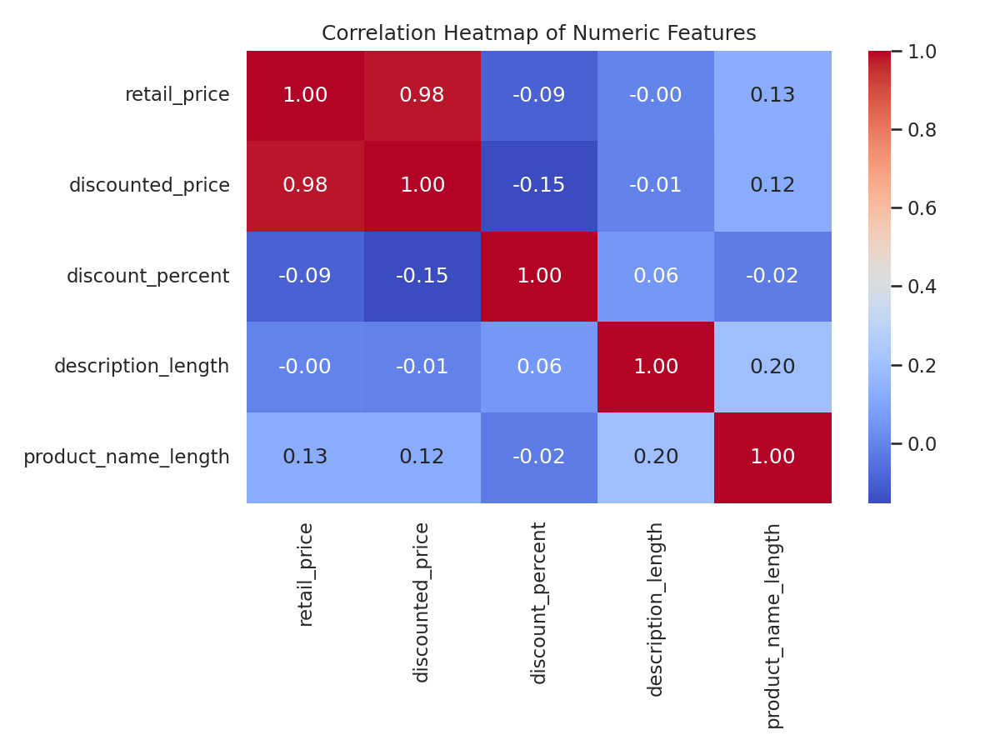 Correlation Heatmap of Numeric Features
retail_price 1.00 0.98 -0.09 -0.00 0.13
discounted_price 0.98 1.00 -0.15 -0.01 0.12
discount_percent -0.09 -0.15 1.00 0.06 -0.02
description_length -0.00 -0.01 0.06 1.00 0.20
product_name_length 0.13 0.12 -0.02 0.20 1.00
retail_price
discounted_price
discount_percent
description_length
product_name_length
1.0
0.8
0.6
0.4
0.2
0.0